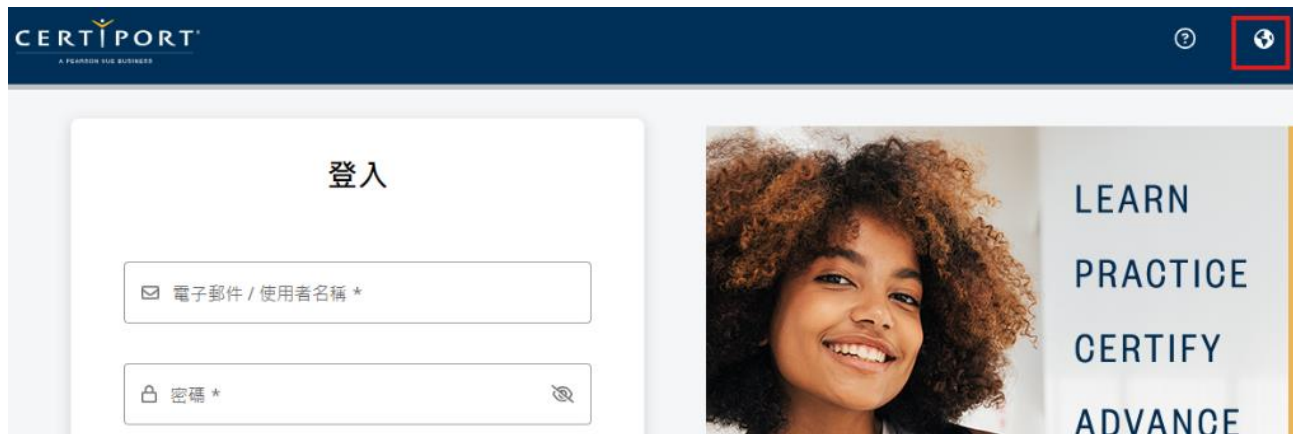 CERTIPORT
A PEARSON VUE BUSINESS
登入
電子郵件 / 使用者名稱 *
密碼 *
LEARN
PRACTICE
CERTIFY
ADVANCE